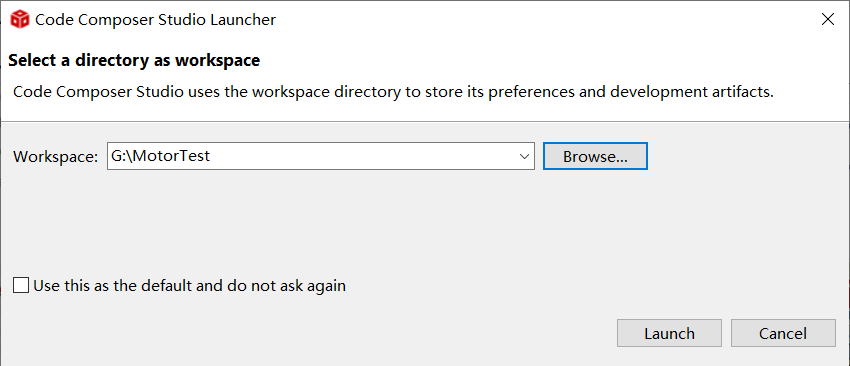 Code Composer Studio Launcher
Select a directory as workspace
Code Composer Studio uses the workspace directory to store its preferences and development artifacts.
Workspace: G:\MotorTest Browse...
Use this as the default and do not ask again
Launch Cancel